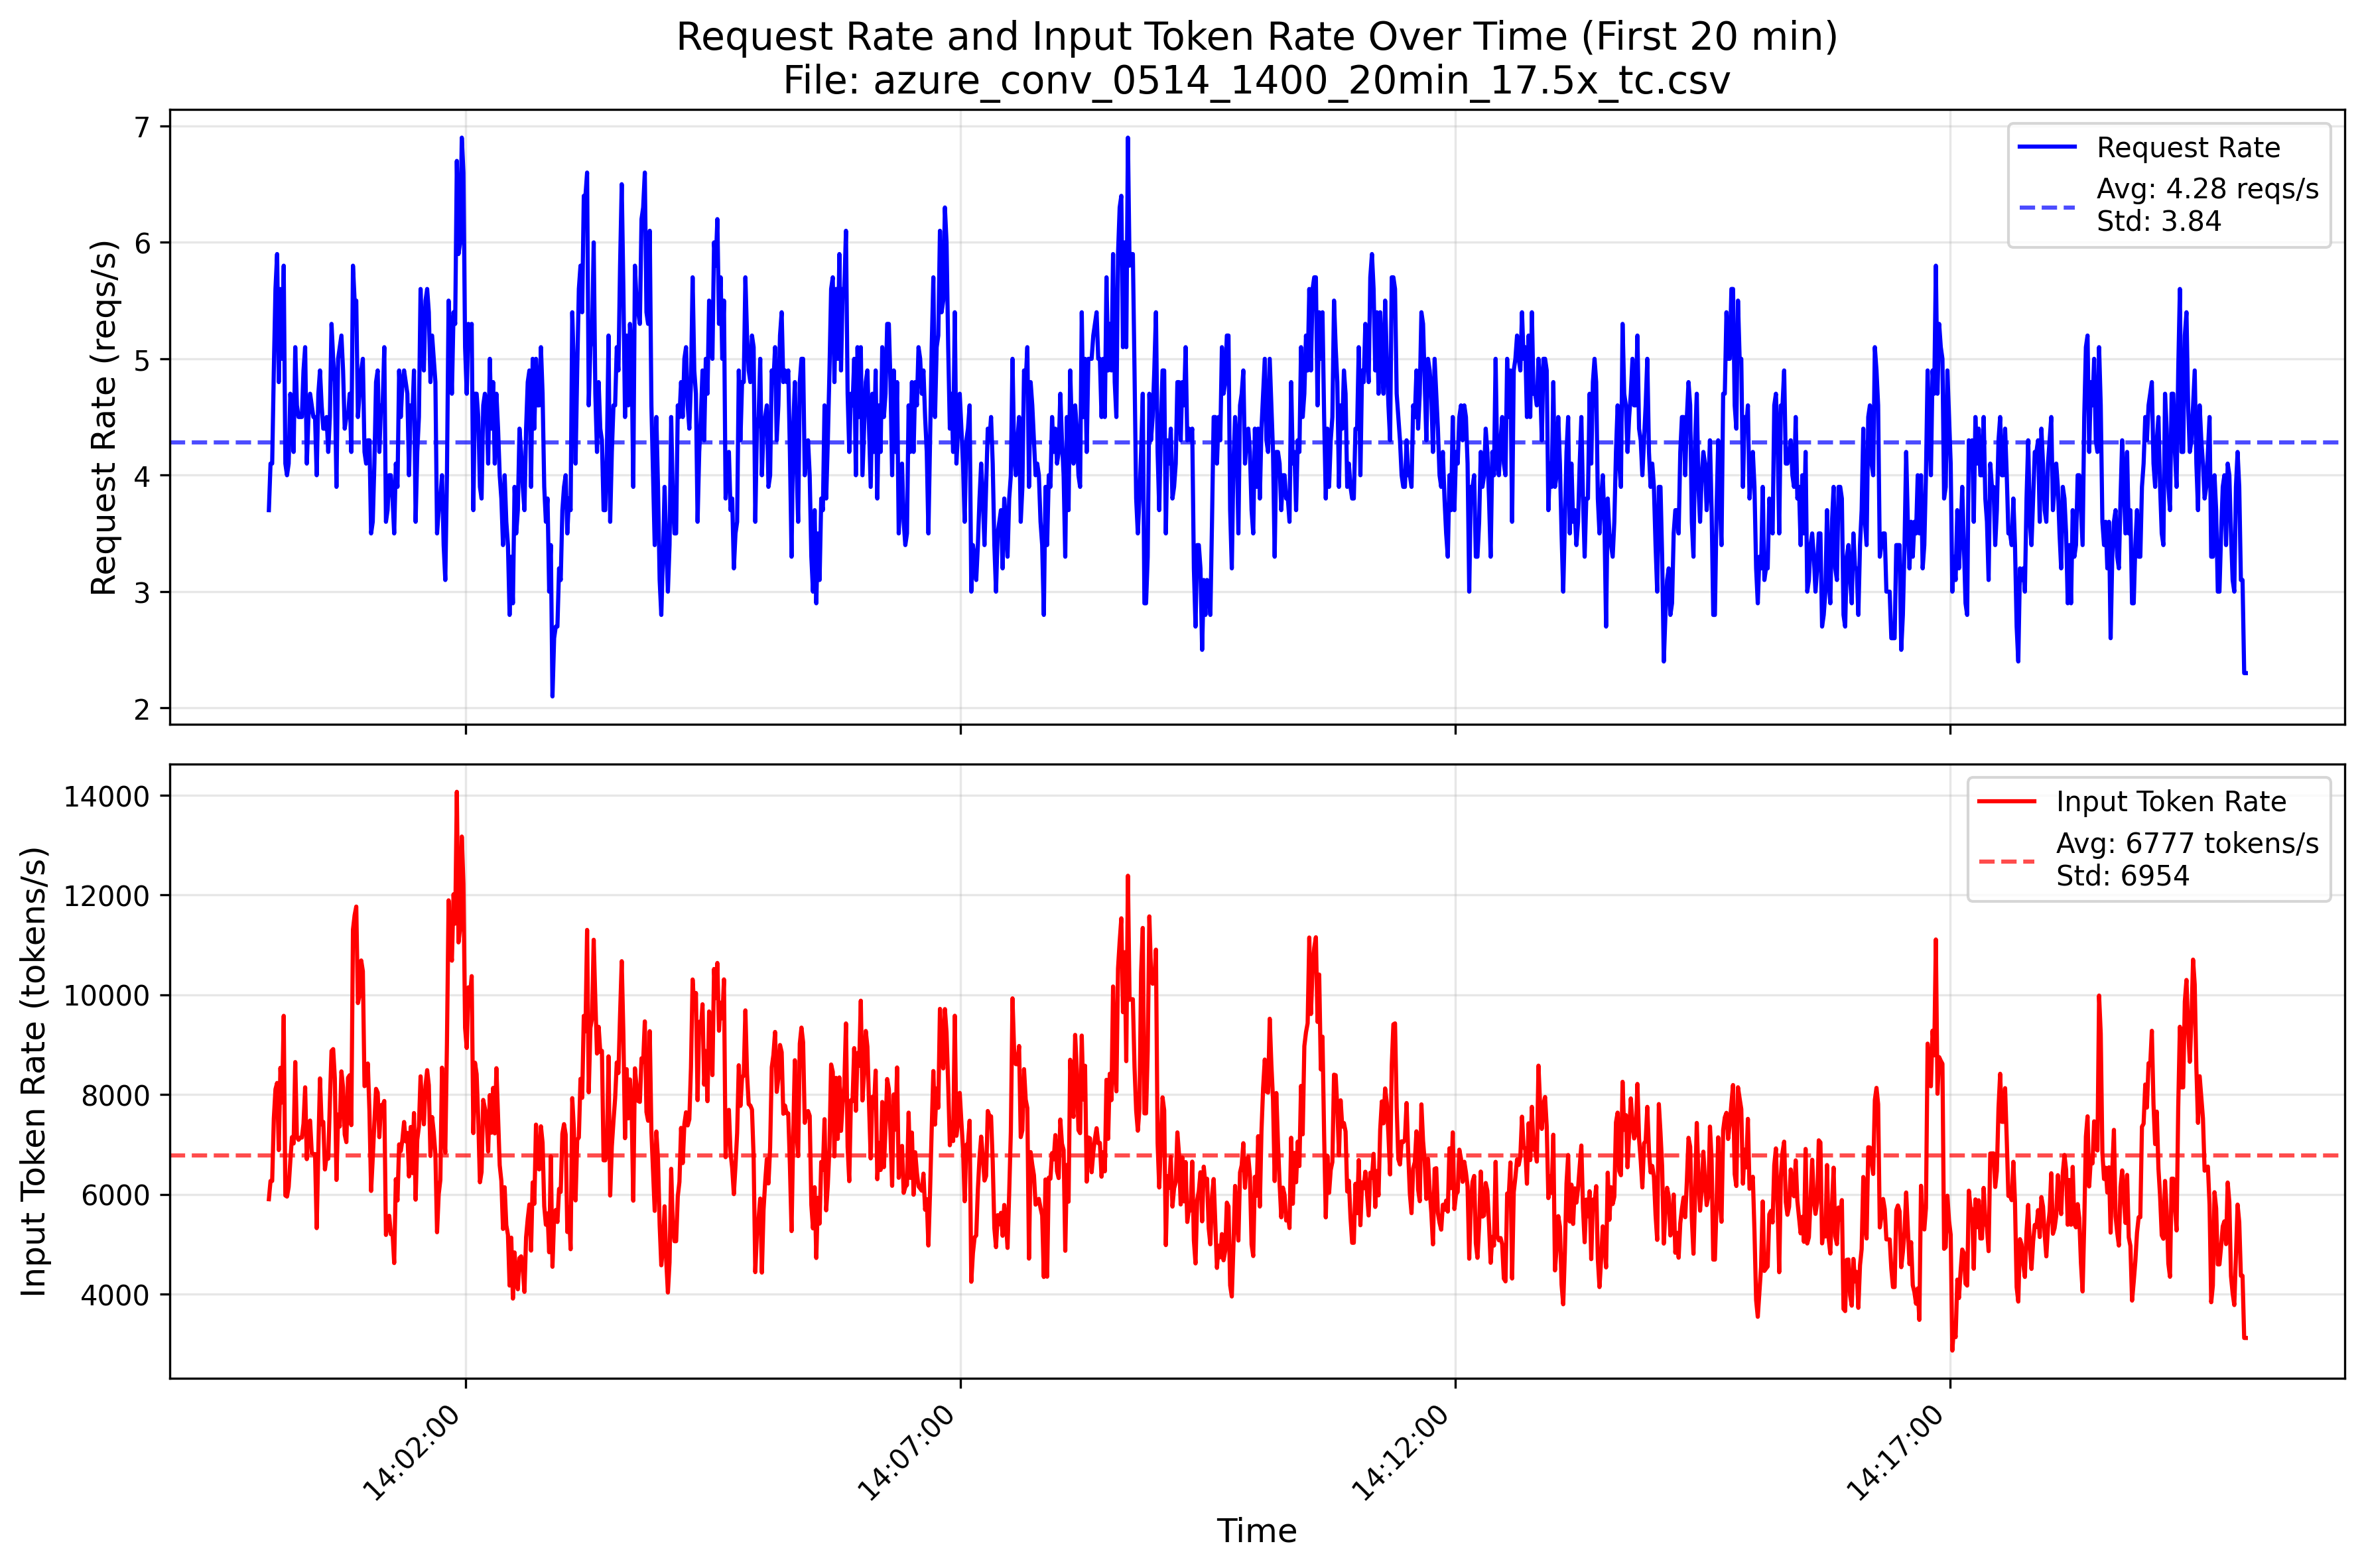 Request Rate and Input Token Rate Over Time (First 20 min)
File: azure_conv_0514_1400_20min_17.5x_tc.csv
7
6
5
4
3
2
Request Rate (reqs/s)
Request Rate
Avg: 4.28 reqs/s
Std: 3.84
14000
12000
10000
8000
6000
4000
Input Token Rate (tokens/s)
Input Token Rate
Avg: 6777 tokens/s
Std: 6954
14:02:00
14:07:00
14:12:00
14:17:00
Time